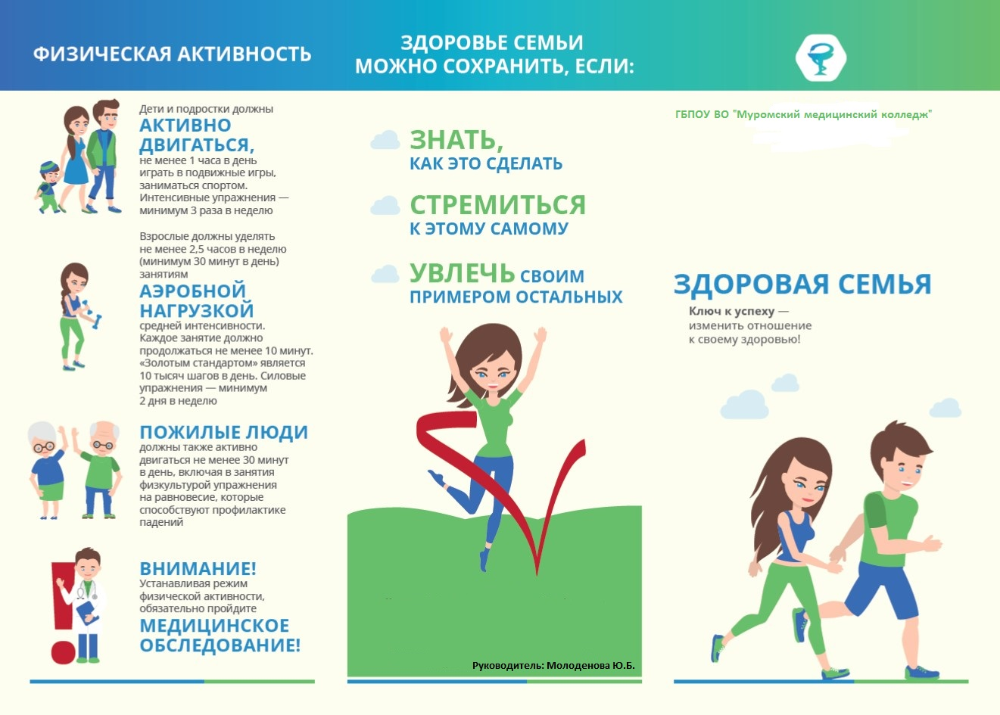 ФИЗИЧЕСКАЯ АКТИВНОСТЬ
Дети и подростки должны
АКТИВНО
ДВИГАТЬСЯ,
не менее 1 часа в день
играть в подвижные игры,
заниматься спортом.
Интенсивные упражнения —
минимум 3 раза в неделю
Взрослые должны уделять
не менее 2,5 часов в неделю
(минимум 30 минут в день)
занятиям
АЭРОБНОЙ
НАГРУЗКОЙ
средней интенсивности.
Каждое занятие должно
продолжаться не менее 10 минут.
«Золотым стандартом» является
10 тысяч шагов в день. Силовые
упражнения — минимум
2 дня в неделю
ПОЖИЛЫЕ ЛЮДИ
должны также активно
двигаться не менее 30 минут
в день, включая в занятия
физкультурой упражнения
на равновесие, которые
способствуют профилактике
падений
ВНИМАНИЕ!
Устанавливая режим
физической активности,
обязательно пройдите
МЕДИЦИНСКОЕ
ОБСЛЕДОВАНИЕ!
ЗДОРОВЬЕ СЕМЬИ
МОЖНО СОХРАНИТЬ, ЕСЛИ:
ЗНАТЬ,
КАК ЭТО СДЕЛАТЬ
СТРЕМИТЬСЯ
К ЭТОМУ САМОМУ
УВЛЕЧЬ СВОИМ
ПРИМЕРОМ ОСТАЛЬНЫХ
Руководитель: Молоденова Ю.Б.
ГБПОУ ВО "Муромский медицинский колледж"
ЗДОРОВАЯ СЕМЬЯ
Ключ к успеху —
изменить отношение
к своему здоровью!